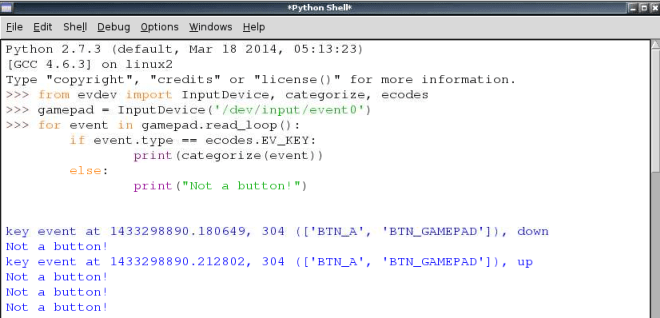 *Python Shell*
File Edit Shell Debug Options Windows Help
Python 2.7.3 (default, Mar 18 2014, 05:13:23)
[GCC 4.6.3] on linux2
Type "copyright", "credits" or "license()" for more information.
>>> from evdev import InputDevice, categorize, ecodes
>>> gamepad = InputDevice('/dev/input/event0')
>>> for event in gamepad.read_loop():
        if event.type == ecodes.EV_KEY:
                print(categorize(event))
        else:
                print("Not a button!")
key event at 1433298890.180649, 304 (['BTN_A', 'BTN_GAMEPAD']), down
Not a button!
key event at 1433298890.212802, 304 (['BTN_A', 'BTN_GAMEPAD']), up
Not a button!
Not a button!
Not a button!